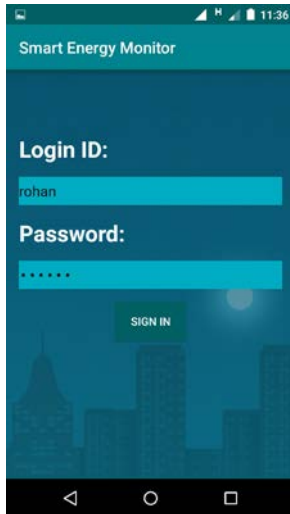 H 11:36
Smart Energy Monitor
Login ID:
rohan
Password:
••••••
SIGN IN